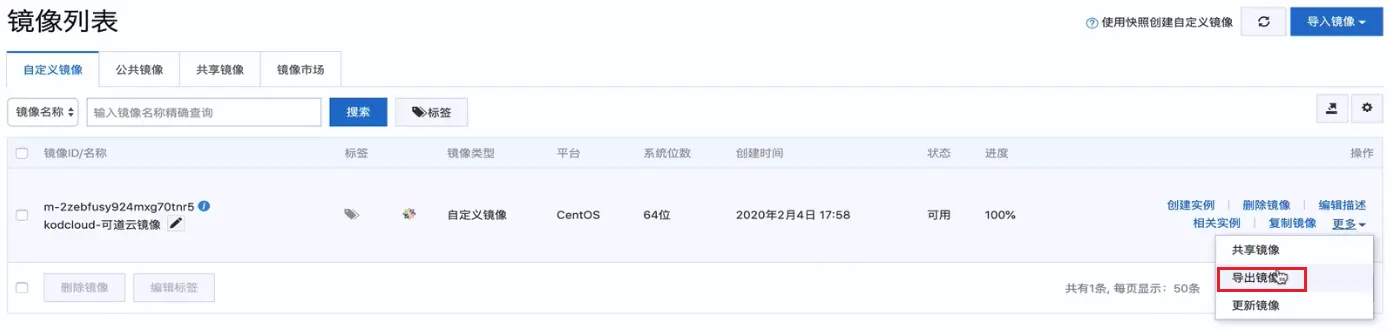 镜像列表
使用快照创建自定义镜像
导入镜像
自定义镜像 公共镜像 共享镜像 镜像市场
镜像名称 输入镜像名称精确查询 搜索 标签
镜像ID/名称 标签 镜像类型 平台 系统位数 创建时间 状态 进度 操作
m-2zebfusy924mxg70tnr5
kodcloud-可道云镜像
自定义镜像 CentOS 64位 2020年2月4日 17:58 可用 100%
创建实例 | 删除镜像 | 编辑描述
相关实例 | 复制镜像 更多
共享镜像
导出镜像
更新镜像
删除镜像 编辑标签 共有1条, 每页显示：50条